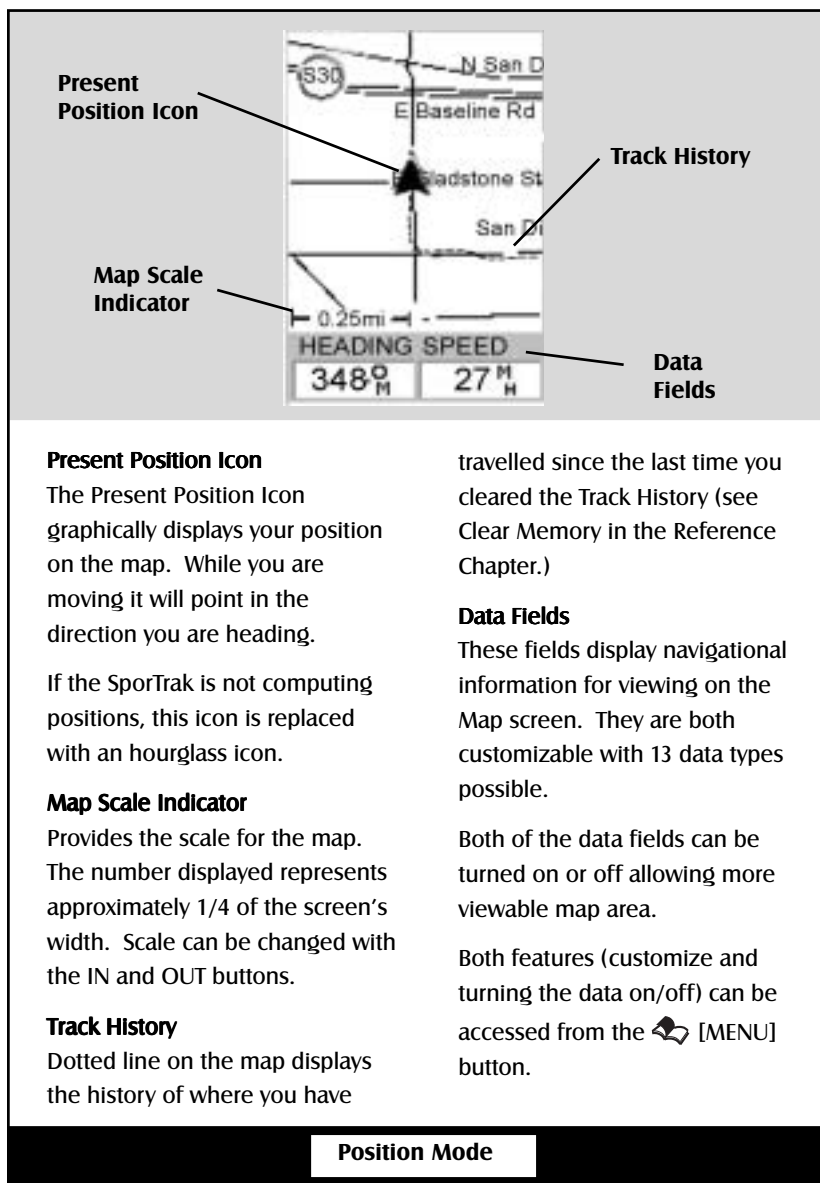 Present
Position Icon
Track History
Map Scale
Indicator
Data
Fields
S30
N San D
E Baseline Rd
Gladstone St
San Di
0.25mi
HEADING SPEED
348° M 27 M H
Present Position Icon
The Present Position Icon
graphically displays your position
on the map. While you are
moving it will point in the
direction you are heading.
If the SporTrak is not computing
positions, this icon is replaced
with an hourglass icon.
Map Scale Indicator
Provides the scale for the map.
The number displayed represents
approximately 1/4 of the screen's
width. Scale can be changed with
the IN and OUT buttons.
Track History
Dotted line on the map displays
the history of where you have
travelled since the last time you
cleared the Track History (see
Clear Memory in the Reference
Chapter.)
Data Fields
These fields display navigational
information for viewing on the
Map screen. They are both
customizable with 13 data types
possible.
Both of the data fields can be
turned on or off allowing more
viewable map area.
Both features (customize and
turning the data on/off) can be
accessed from the [MENU]
button.
Position Mode